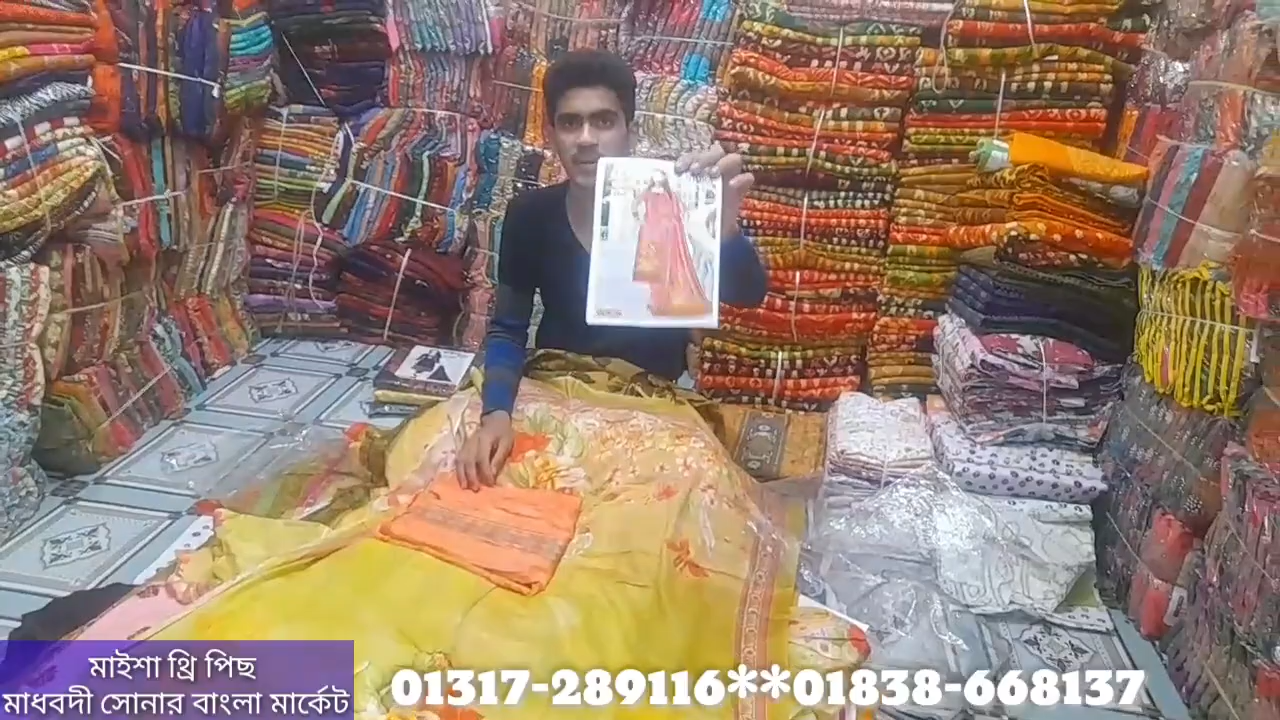 মাইশা থ্রি পিছ
মাধবদী সোনার বাংলা মার্কেট
01317-289116**01838-668137